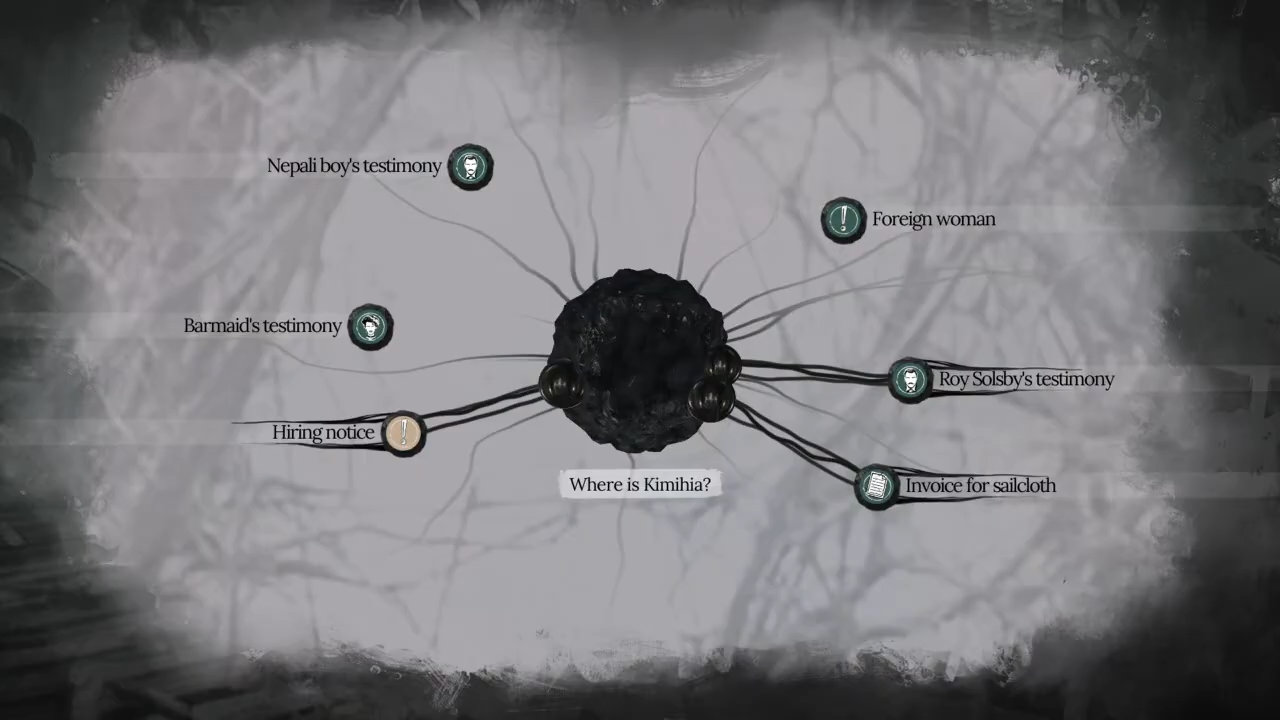 Nepali boy's testimony
Foreign woman
Barmaid's testimony
Roy Solsby's testimony
Hiring notice
Where is Kimihia?
Invoice for sailcloth